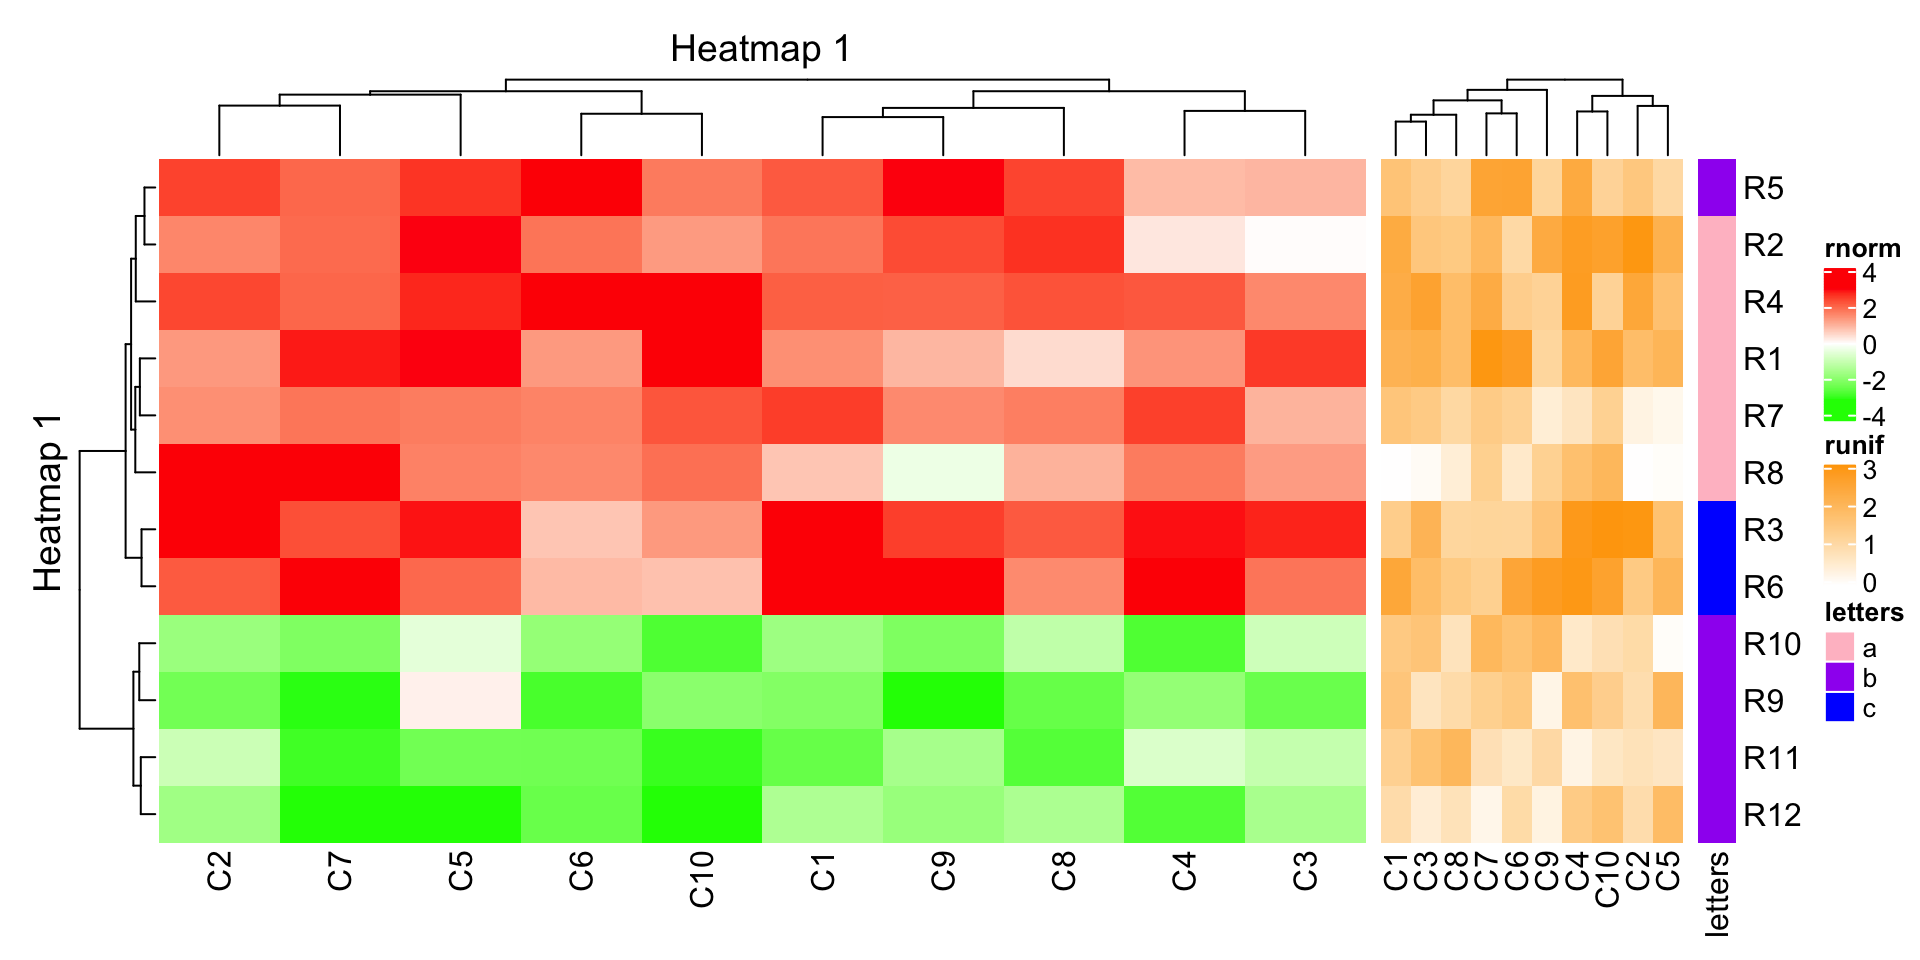 Heatmap 1
Heatmap 1
R5
R2
R4
R1
R7
R8
R3
R6
R10
R9
R11
R12
C2 C7 C5 C6 C10 C1 C9 C8 C4 C3
C1 C3 C8 C7 C6 C9 C4 C10 C2 C5
letters
rnorm
4
2
0
-2
-4
runif
3
2
1
0
letters
a
b
c